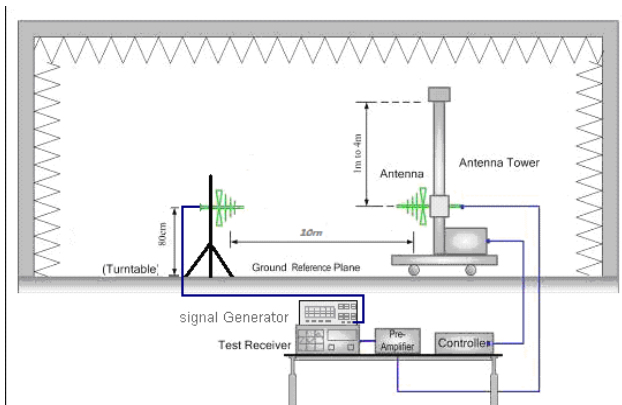 1m to 4m
Antenna
Antenna Tower
10m
80cm
(Turntable)
Ground Reference Plane
signal Generator
Test Receiver
Pre-
Amplifier
Controller